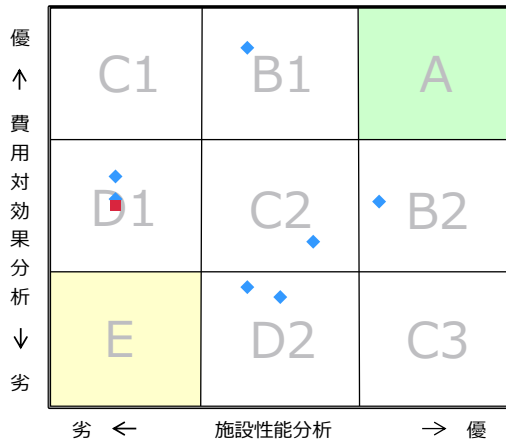 優
↑
費用対効果分析
↓
劣
C1 B1 A
D1 C2 B2
E D2 C3
劣 ← 施設性能分析 → 優